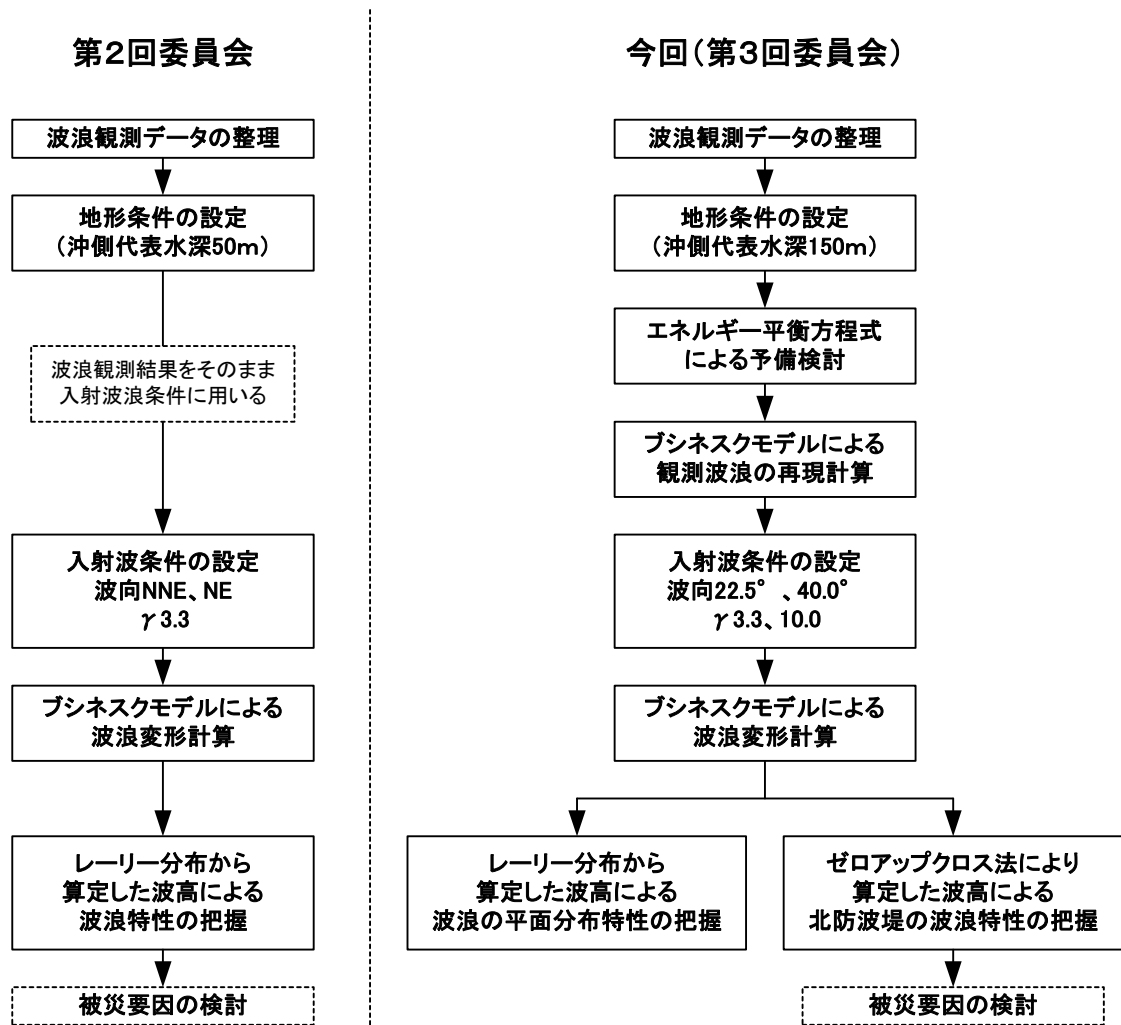 第2回委員会
波浪観測データの整理
地形条件の設定
(沖側代表水深50m)
波浪観測結果をそのまま
入射波浪条件に用いる
入射波条件の設定
波向NNE、NE
γ3.3
ブシネスクモデルによる
波浪変形計算
レーリー分布から
算定した波高による
波浪特性の把握
被災要因の検討
今回(第3回委員会)
波浪観測データの整理
地形条件の設定
(沖側代表水深150m)
エネルギー平衡方程式
による予備検討
ブシネスクモデルによる
観測波浪の再現計算
入射波条件の設定
波向22.5°、40.0°
γ3.3、10.0
ブシネスクモデルによる
波浪変形計算
レーリー分布から
算定した波高による
波浪の平面分布特性の把握
ゼロアップクロス法により
算定した波高による
北防波堤の波浪特性の把握
被災要因の検討